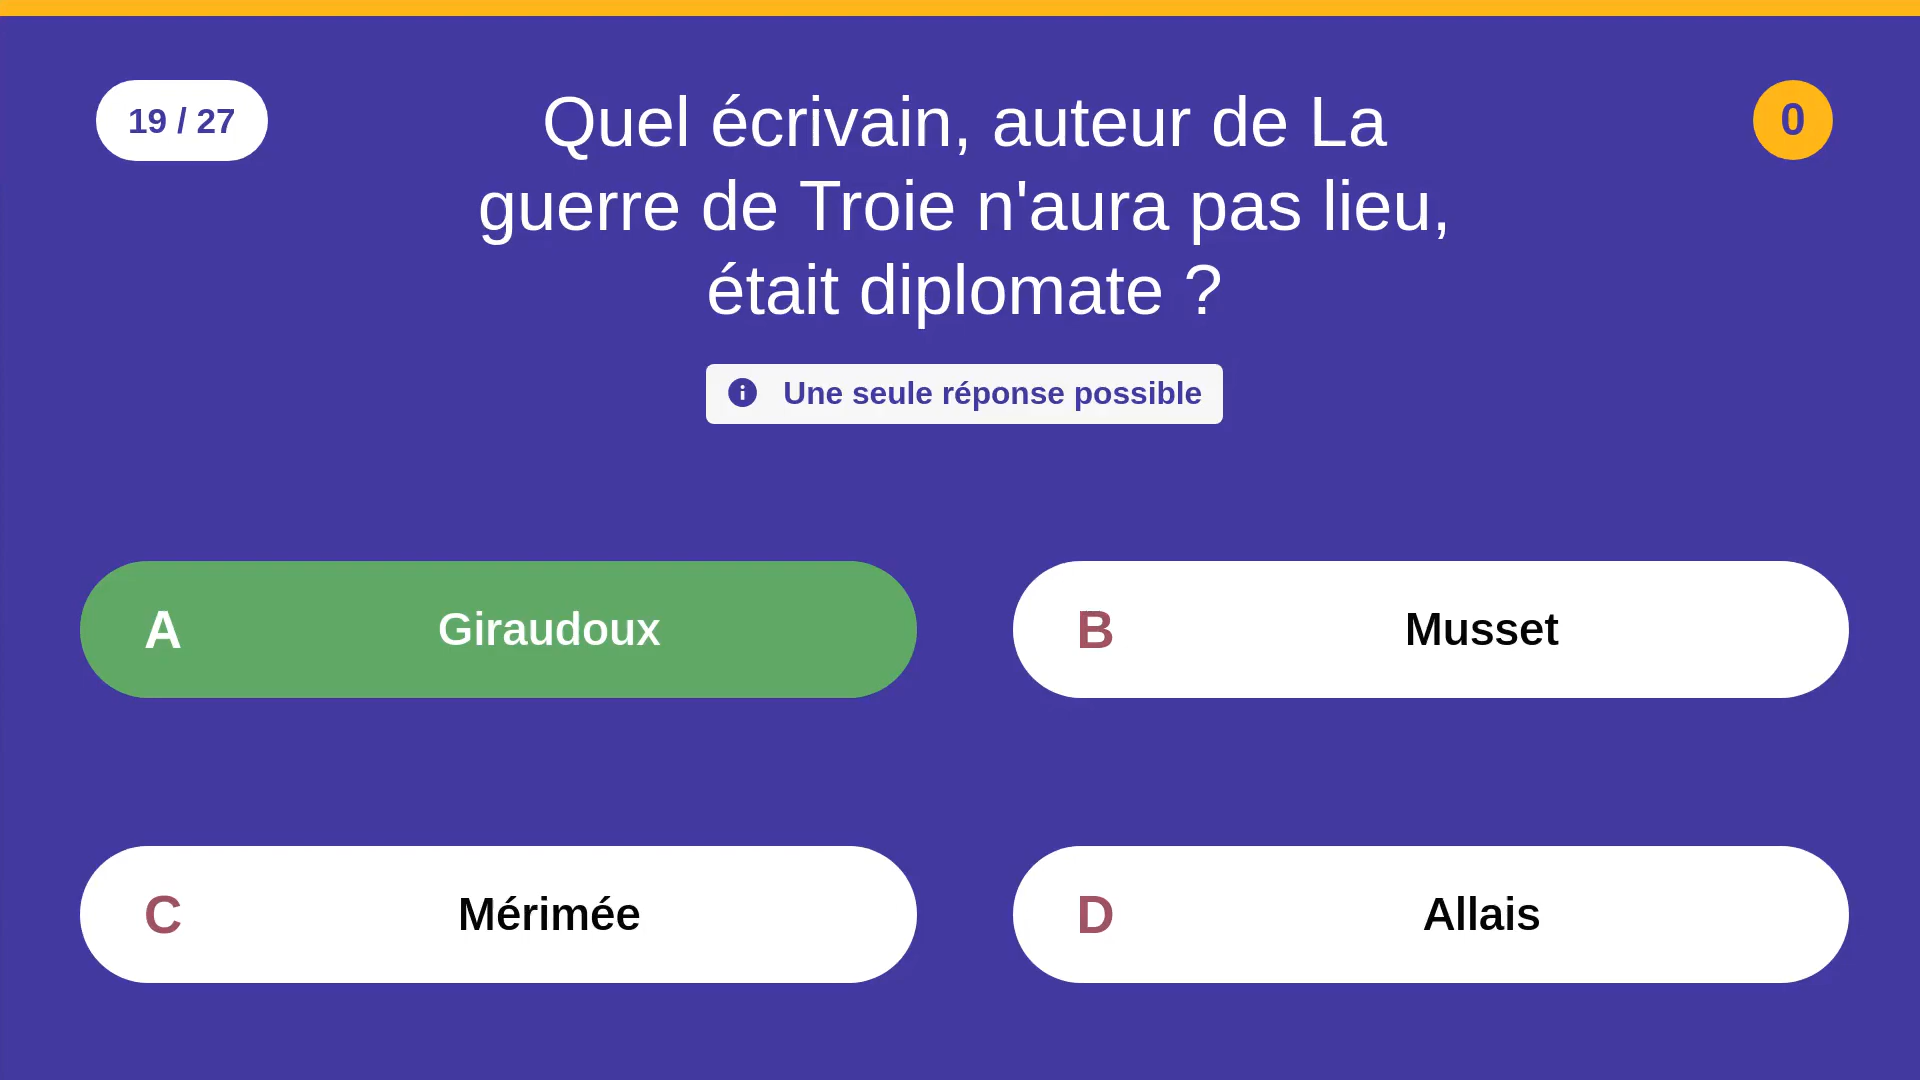 19 / 27
Quel écrivain, auteur de La
guerre de Troie n'aura pas lieu,
était diplomate ?
0
Une seule réponse possible
A Giraudoux
B Musset
C Mérimée
D Allais